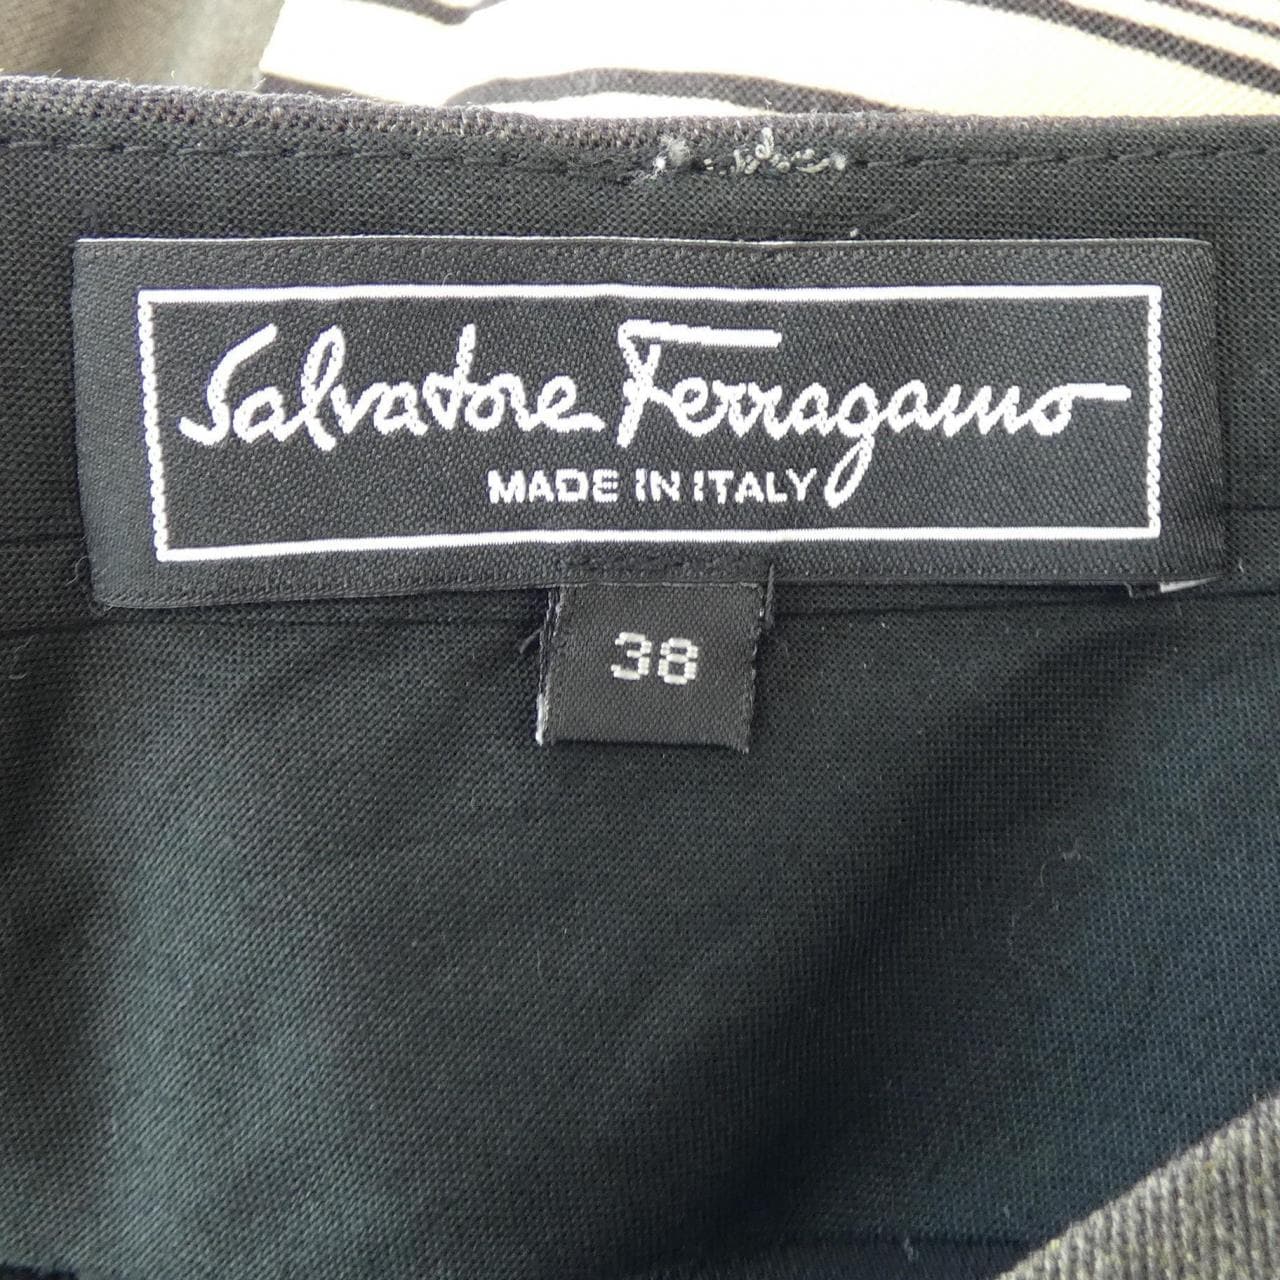 Salvatore Ferragamo
MADE IN ITALY
38